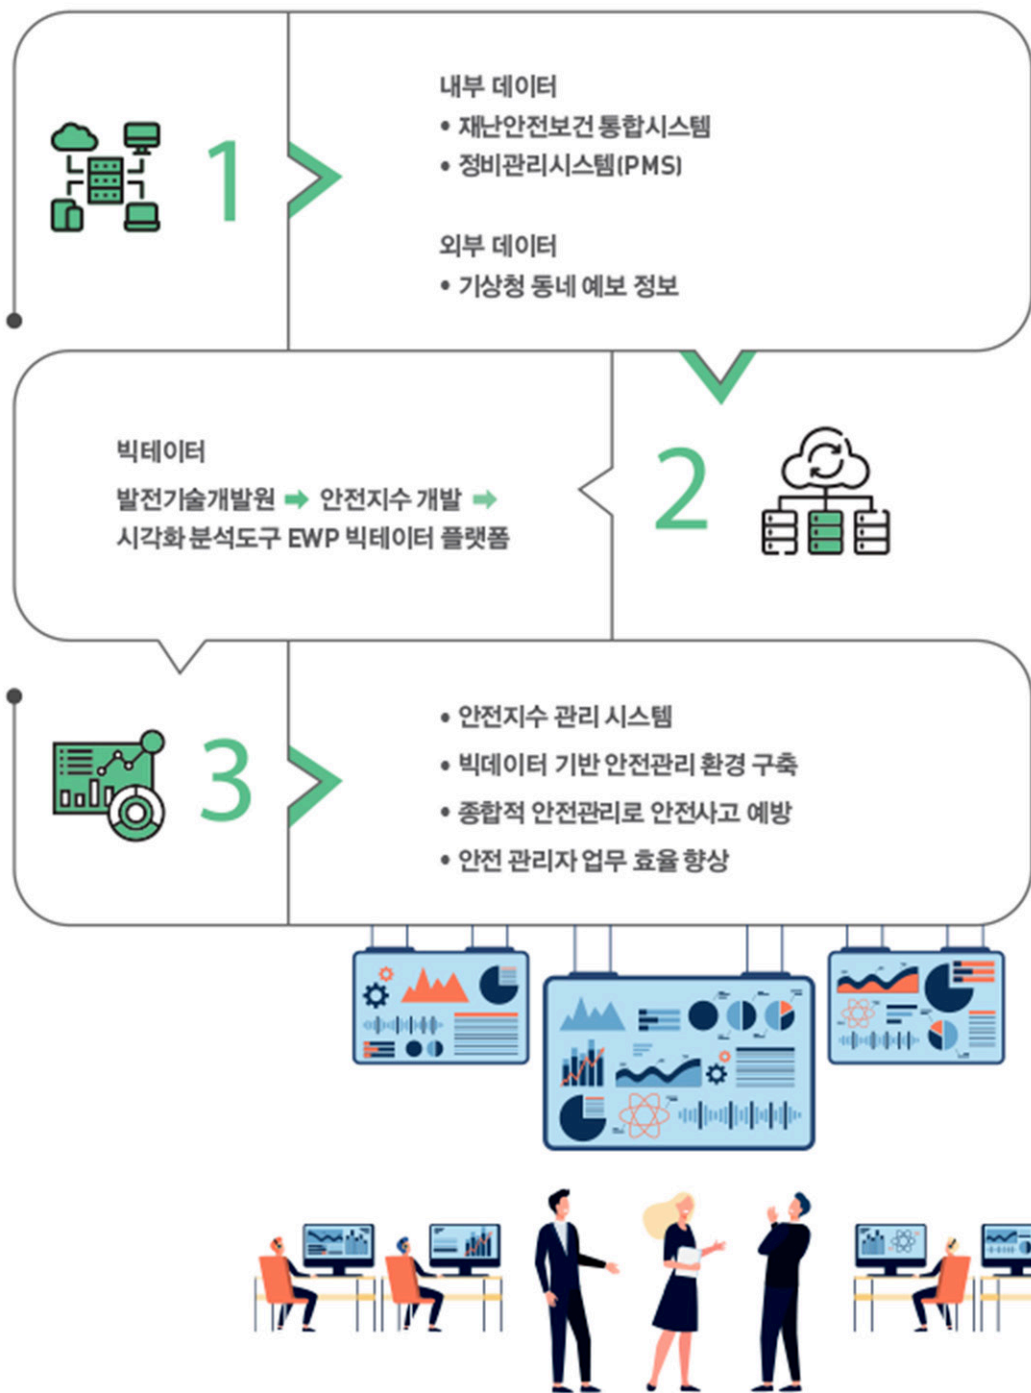 1
내부 데이터
• 재난안전보건 통합시스템
• 정비관리시스템(PMS)
외부 데이터
• 기상청 동네 예보 정보
2
빅테이터
발전기술개발원 ➡ 안전지수 개발 ➡
시각화 분석도구 EWP 빅테이터 플랫폼
3
• 안전지수 관리 시스템
• 빅데이터 기반 안전관리 환경 구축
• 종합적 안전관리로 안전사고 예방
• 안전 관리자 업무 효율 향상